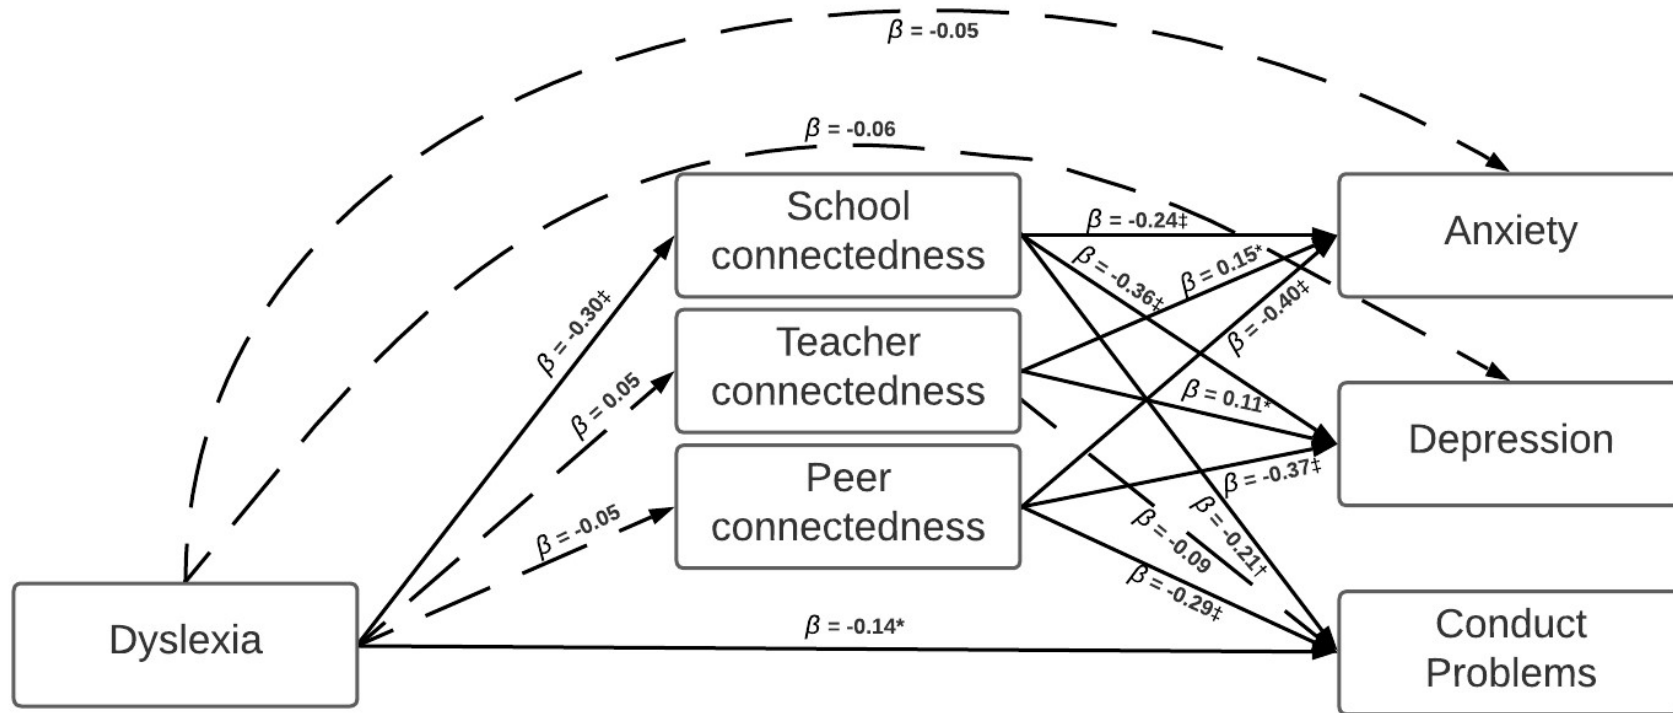 β = -0.05
β = -0.06
School
connectedness
Anxiety
β = -0.24‡
β = -0.36‡
β = 0.15*
β = -0.40‡
β = -0.30‡
Teacher
connectedness
β = 0.05
β = 0.11*
Depression
Peer
connectedness
β = -0.37‡
β = -0.05
β = -0.09
β = -0.21†
β = -0.29‡
Dyslexia
β = -0.14*
Conduct
Problems